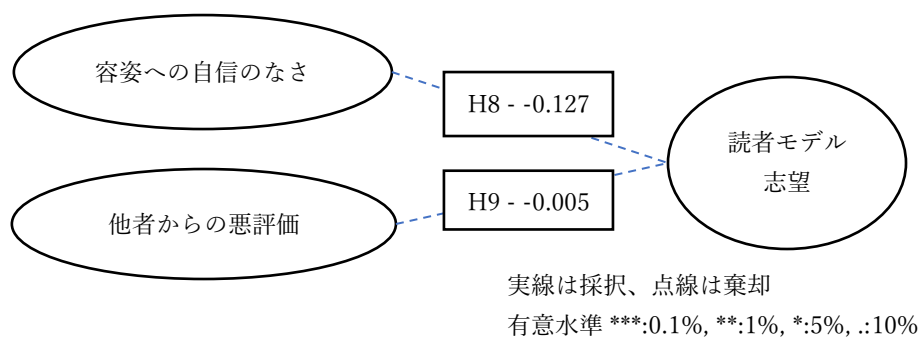 容姿への自信のなさ
H8 - -0.127
読者モデル
志望
H9 - -0.005
他者からの悪評価
実線は採択、点線は棄却
有意水準 ***:0.1%, **:1%, *:5%, .:10%